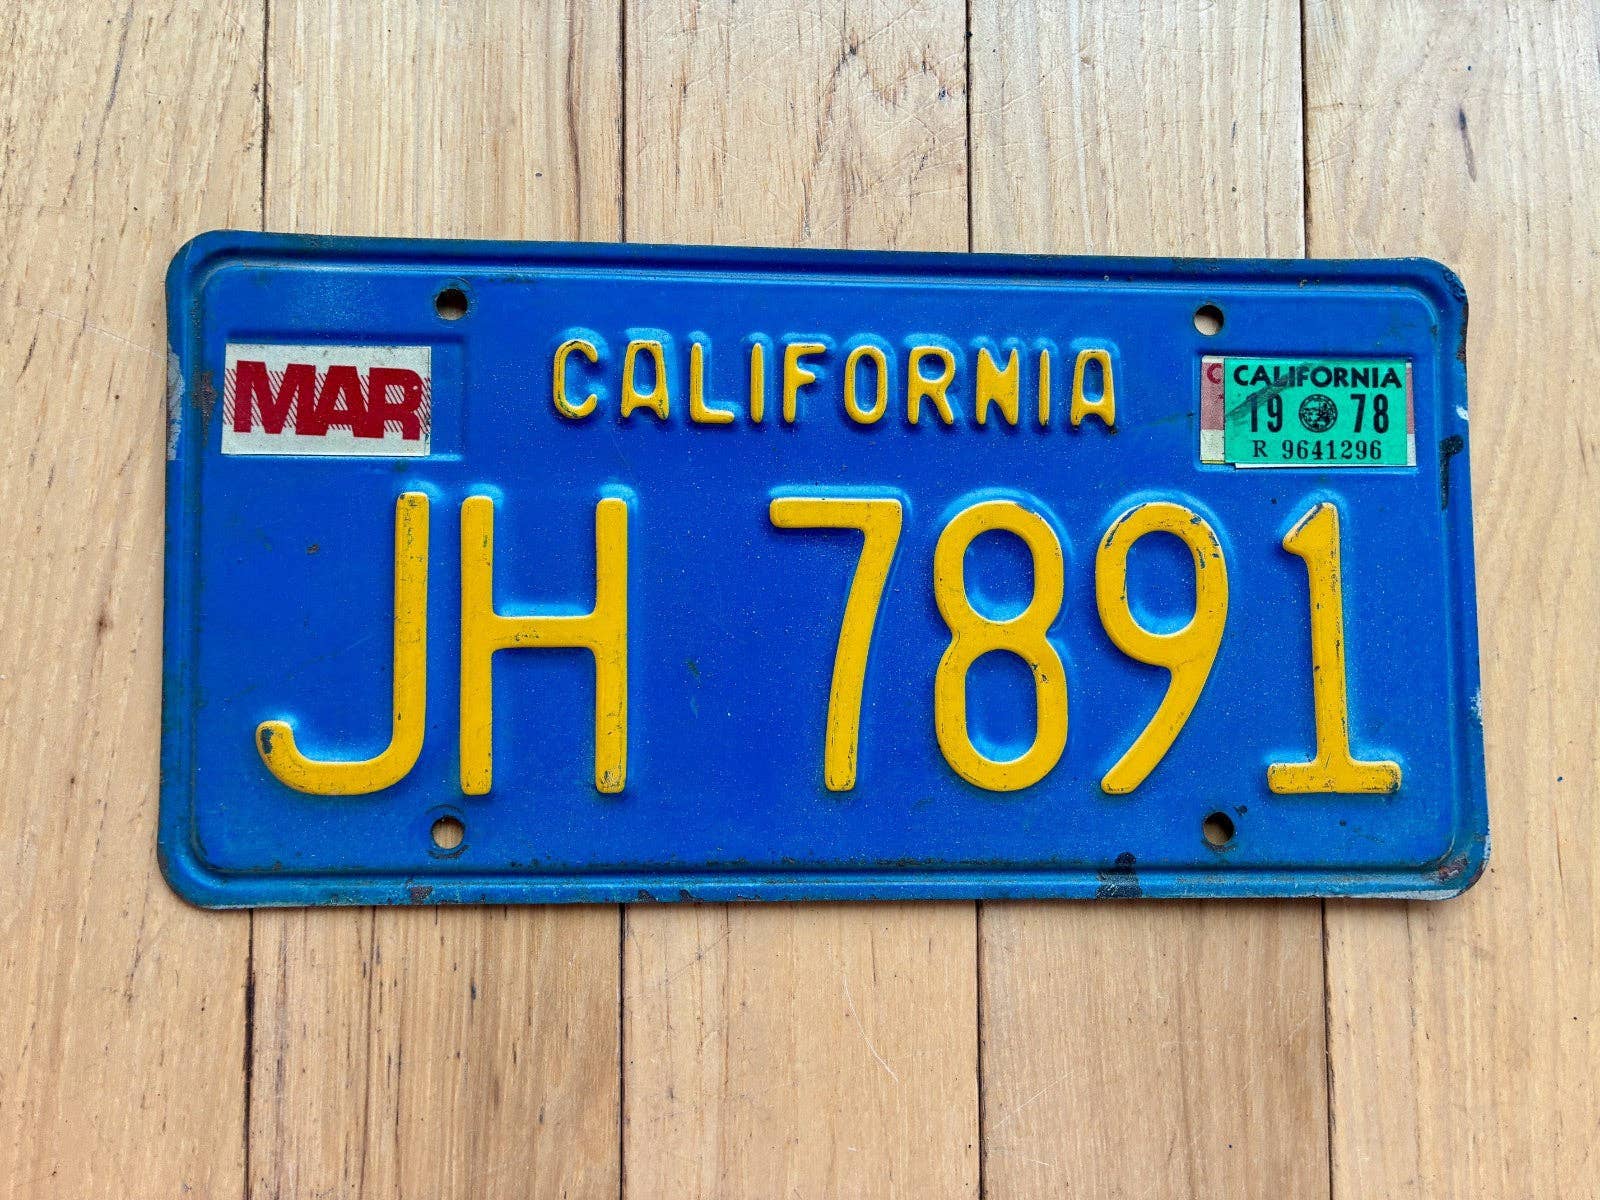 MAR
CALIFORNIA
C
CALIFORNIA
19 78
R 9641296
JH 7891